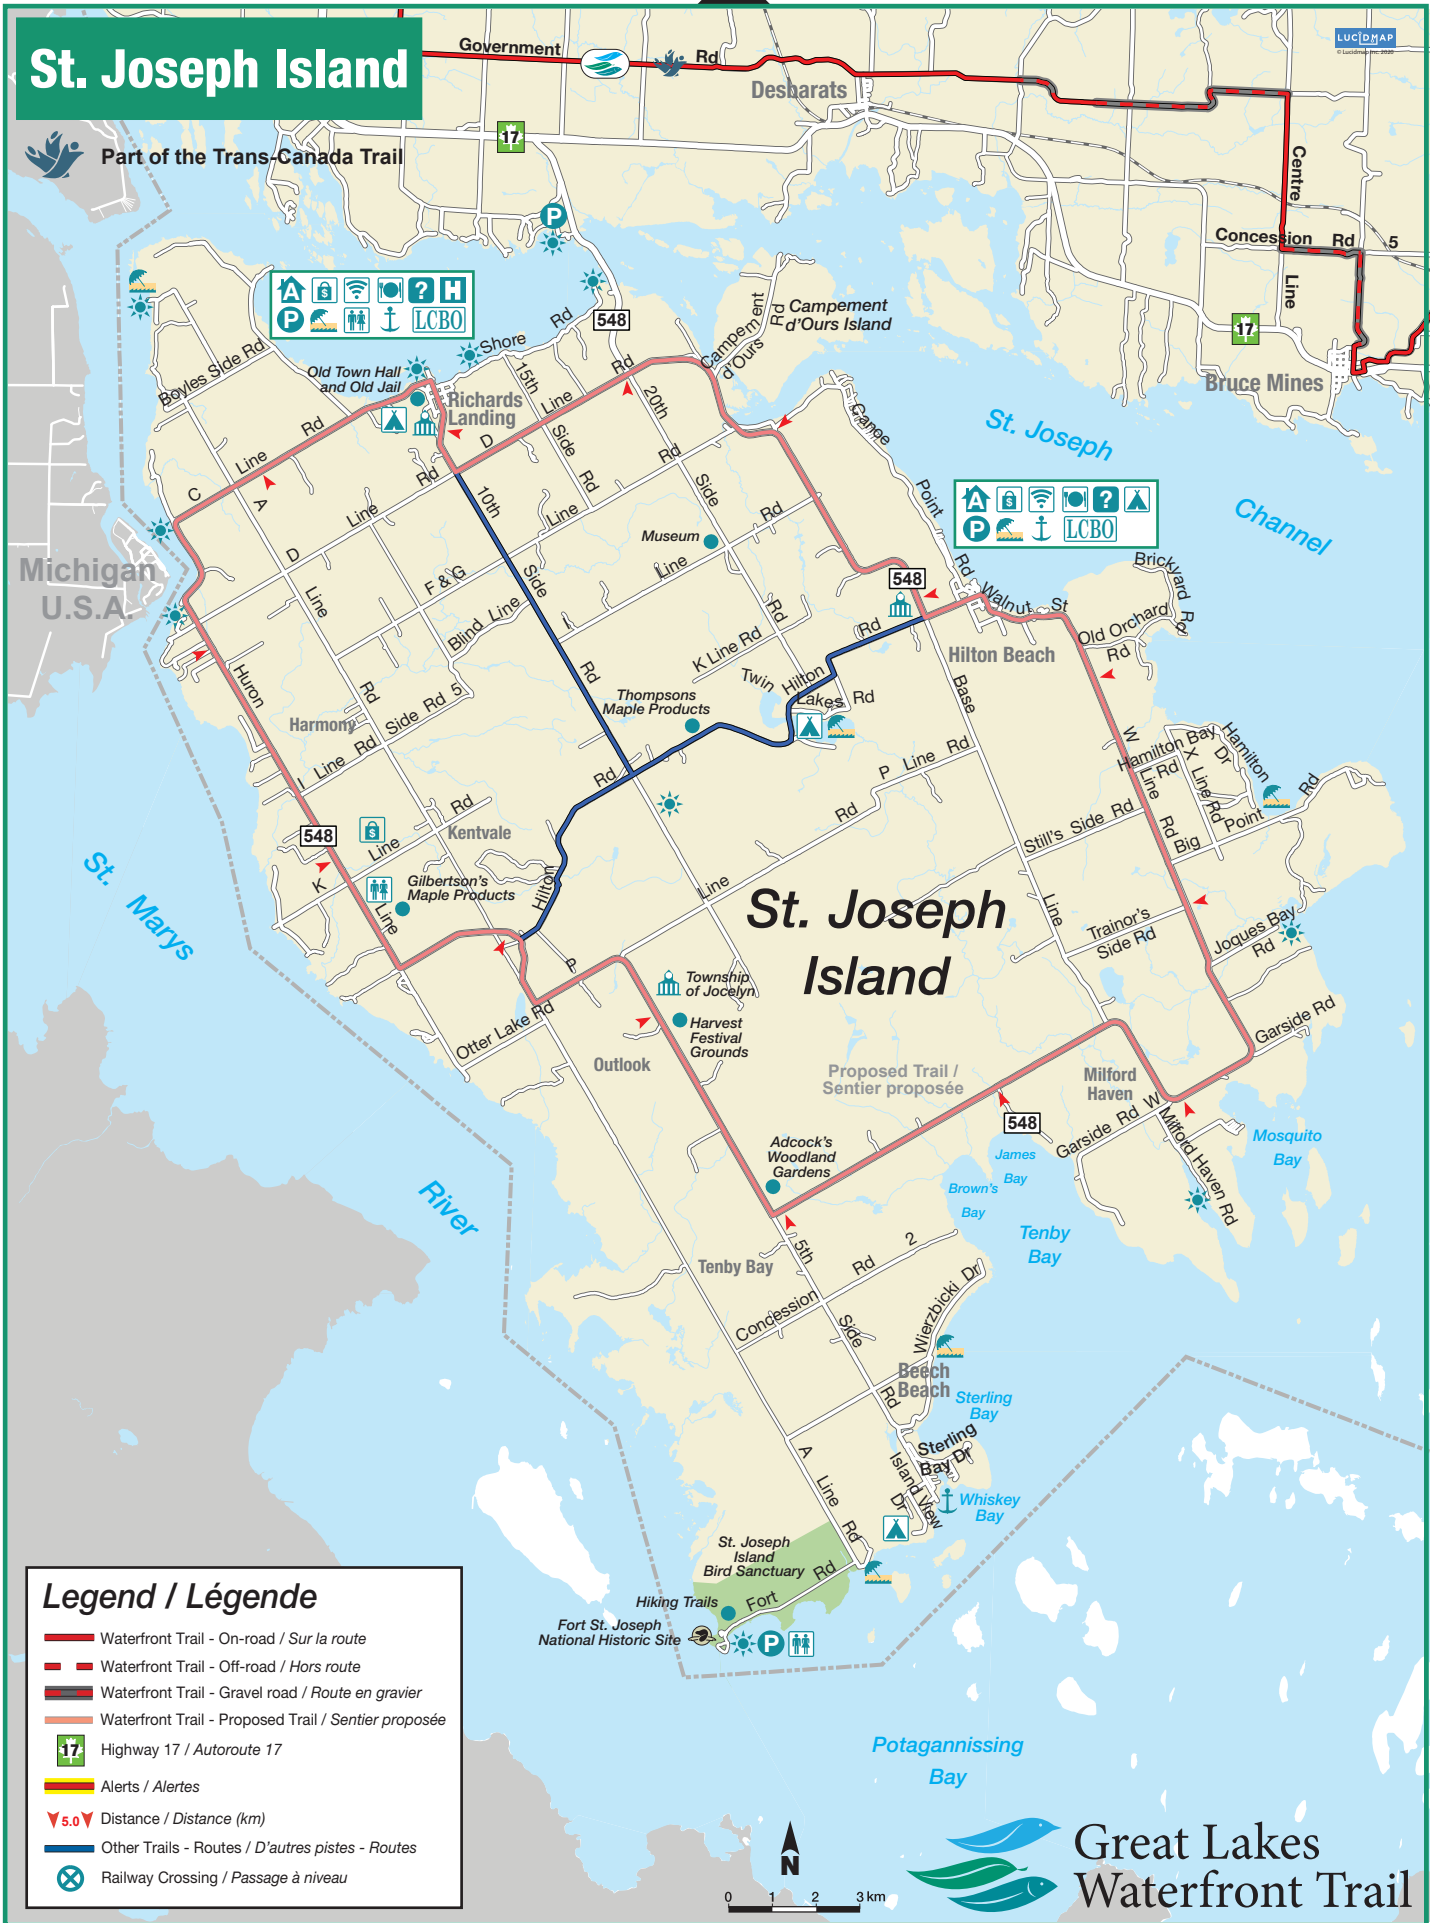 St. Joseph Island
Part of the Trans-Canada Trail
Government Rd
Desbarats
17
LUCIDMAP
© Lucidmap Inc. 2020
Centre
Line
Concession Rd 5
17
Bruce Mines
P
548
Campement d'Ours Rd
Campement
d'Ours Island
A $ ? H
P LCBO
Shore Rd
Boyles Side Rd
Old Town Hall
and Old Jail
Richards
Landing
15th Side Rd
20th Side Rd
D Line Rd
C Line Rd
A Line Rd
D Line Rd
10th Side Rd
F & G Line Rd
Blind Line
I Line Rd
Museum
K Line Rd
Canoe Point Rd
St. Joseph
Channel
A $ ?
P LCBO
Brickyard Rd
Old Orchard Rd
Walnut St
548
Hilton Beach
Hilton Rd
Twin Lakes Rd
Michigan
U.S.A.
Huron Line
Harmony
I Line Rd
Side Rd 5
Thompsons
Maple Products
Base Line
P Line Rd
W Line Rd
Hamilton Bay Rd
Hamilton Dr
X Line Rd
Big Point Rd
Still's Side Rd
548
$
Kentvale
K Line Rd
Gilbertson's
Maple Products
Hilton Rd
St. Marys
River
St. Joseph
Island
Trainor's
Side Rd
Joques Bay
Rd
P Line Rd
Township
of Jocelyn
Harvest
Festival
Grounds
Otter Lake Rd
Outlook
Garside Rd
Proposed Trail /
Sentier proposée
Milford
Haven
548
Garside Rd W
Milford Haven Rd
Mosquito
Bay
James
Bay
Brown's
Bay
Tenby
Bay
Adcock's
Woodland
Gardens
Tenby Bay
5th Side Rd
Concession Rd 2
Wierzbicki Dr
Beech
Beach
Sterling
Bay
Sterling
Bay Dr
Island View
Dr
Whiskey
Bay
A Line Rd
St. Joseph
Island
Bird Sanctuary
Fort Rd
Hiking Trails
Fort St. Joseph
National Historic Site
P
Potagannissing
Bay
Legend / Légende
Waterfront Trail - On-road / Sur la route
Waterfront Trail - Off-road / Hors route
Waterfront Trail - Gravel road / Route en gravier
Waterfront Trail - Proposed Trail / Sentier proposée
17 Highway 17 / Autoroute 17
Alerts / Alertes
5.0 Distance / Distance (km)
Other Trails - Routes / D'autres pistes - Routes
Railway Crossing / Passage à niveau
N
0 1 2 3 km
Great Lakes
Waterfront Trail